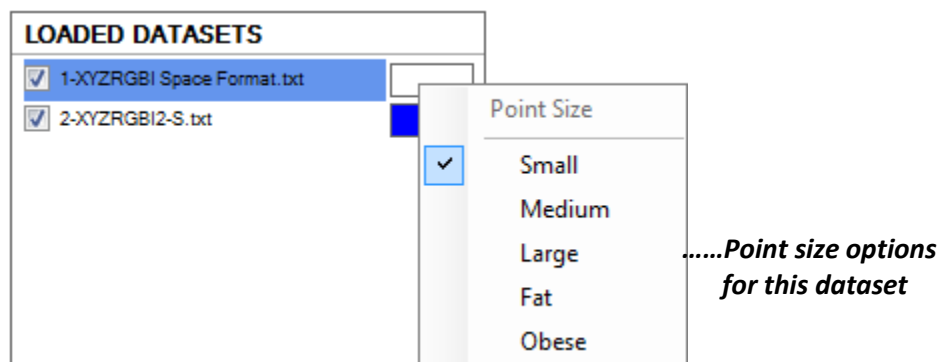 LOADED DATASETS
1-XYZRGBI Space Format.txt
2-XYZRGBI2-S.txt
Point Size
Small
Medium
Large
Fat
Obese
……Point size options
for this dataset